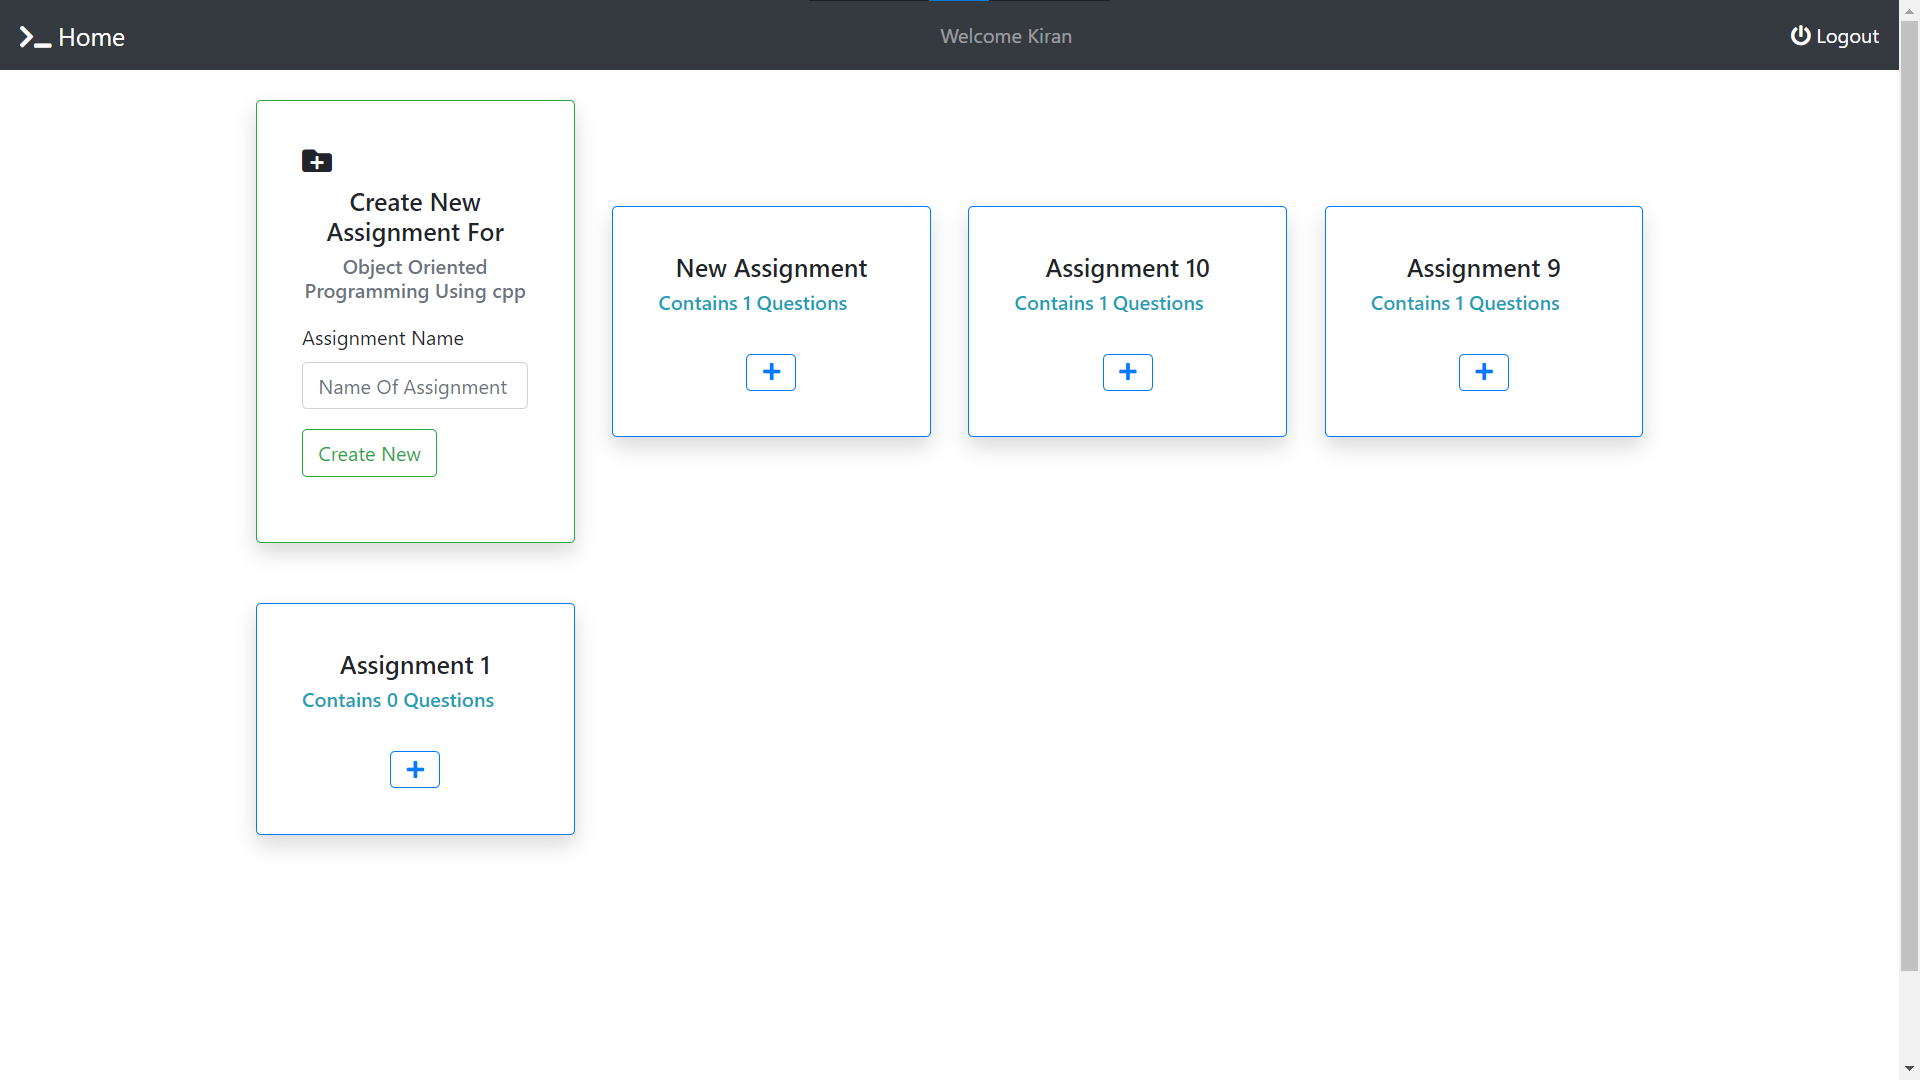 Home
Welcome Kiran
Logout
Create New
Assignment For
Object Oriented
Programming Using cpp
Assignment Name
Name Of Assignment
Create New
New Assignment
Contains 1 Questions
Assignment 10
Contains 1 Questions
Assignment 9
Contains 1 Questions
Assignment 1
Contains 0 Questions